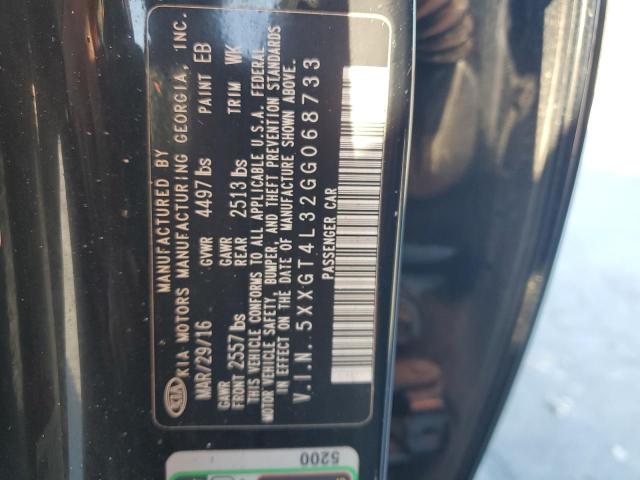 MANUFACTURED BY
KIA MOTORS MANUFACTURING GEORGIA, INC.
MAR/29/16 GVWR 4497 lbs PAINT EB
GAWR FRONT 2557 lbs GAWR REAR 2513 lbs TRIM WK
THIS VEHICLE CONFORMS TO ALL APPLICABLE U.S.A. FEDERAL
MOTOR VEHICLE SAFETY, BUMPER, AND THEFT PREVENTION STANDARDS
IN EFFECT ON THE DATE OF MANUFACTURE SHOWN ABOVE.
V.I.N. 5XXGT4L32GG068733
PASSENGER CAR
KIA
5200